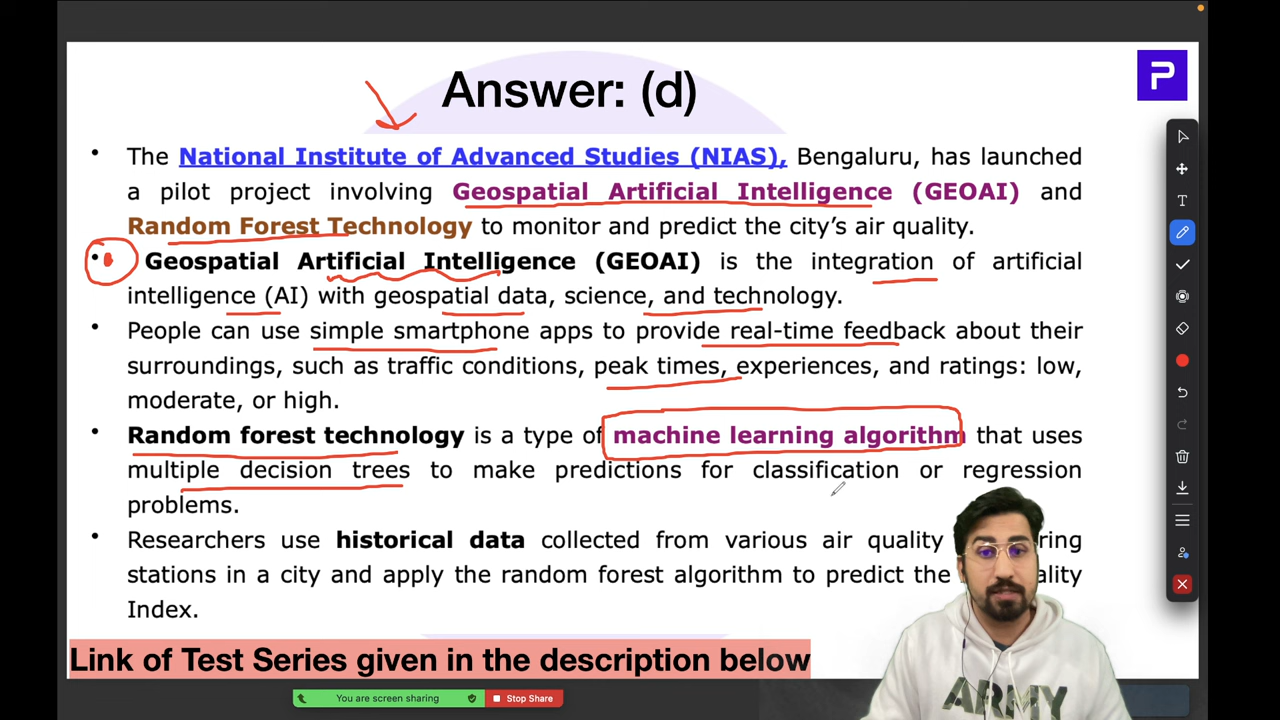 Answer: (d)
P
• The National Institute of Advanced Studies (NIAS), Bengaluru, has launched
a pilot project involving Geospatial Artificial Intelligence (GEOAI) and
Random Forest Technology to monitor and predict the city's air quality.
• Geospatial Artificial Intelligence (GEOAI) is the integration of artificial
intelligence (AI) with geospatial data, science, and technology.
• People can use simple smartphone apps to provide real-time feedback about their
surroundings, such as traffic conditions, peak times, experiences, and ratings: low,
moderate, or high.
• Random forest technology is a type of machine learning algorithm that uses
multiple decision trees to make predictions for classification or regression
problems.
• Researchers use historical data collected from various air quality ring
stations in a city and apply the random forest algorithm to predict the ality
Index.
Link of Test Series given in the description below
You are screen sharing
Stop Share
ARMY
T